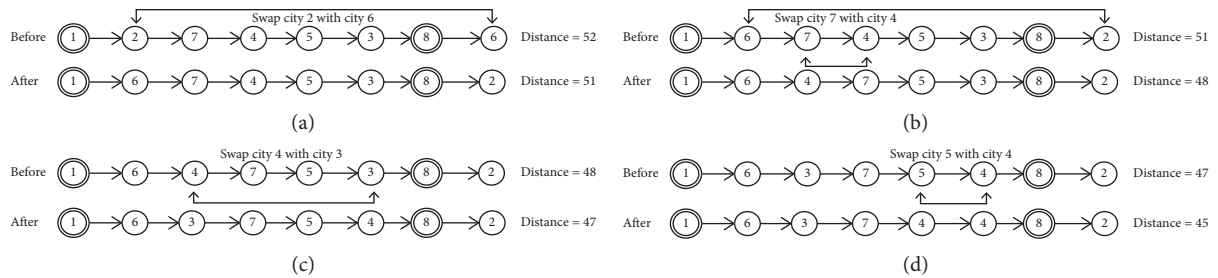 Swap city 2 with city 6
Before 1 2 7 4 5 3 8 6 Distance = 52
After 1 6 7 4 5 3 8 2 Distance = 51
(a)
Swap city 7 with city 4
Before 1 6 7 4 5 3 8 2 Distance = 51
After 1 6 4 7 5 3 8 2 Distance = 48
(b)
Swap city 4 with city 3
Before 1 6 4 7 5 3 8 2 Distance = 48
After 1 6 3 7 5 4 8 2 Distance = 47
(c)
Swap city 5 with city 4
Before 1 6 3 7 5 4 8 2 Distance = 47
After 1 6 3 7 4 4 8 2 Distance = 45
(d)